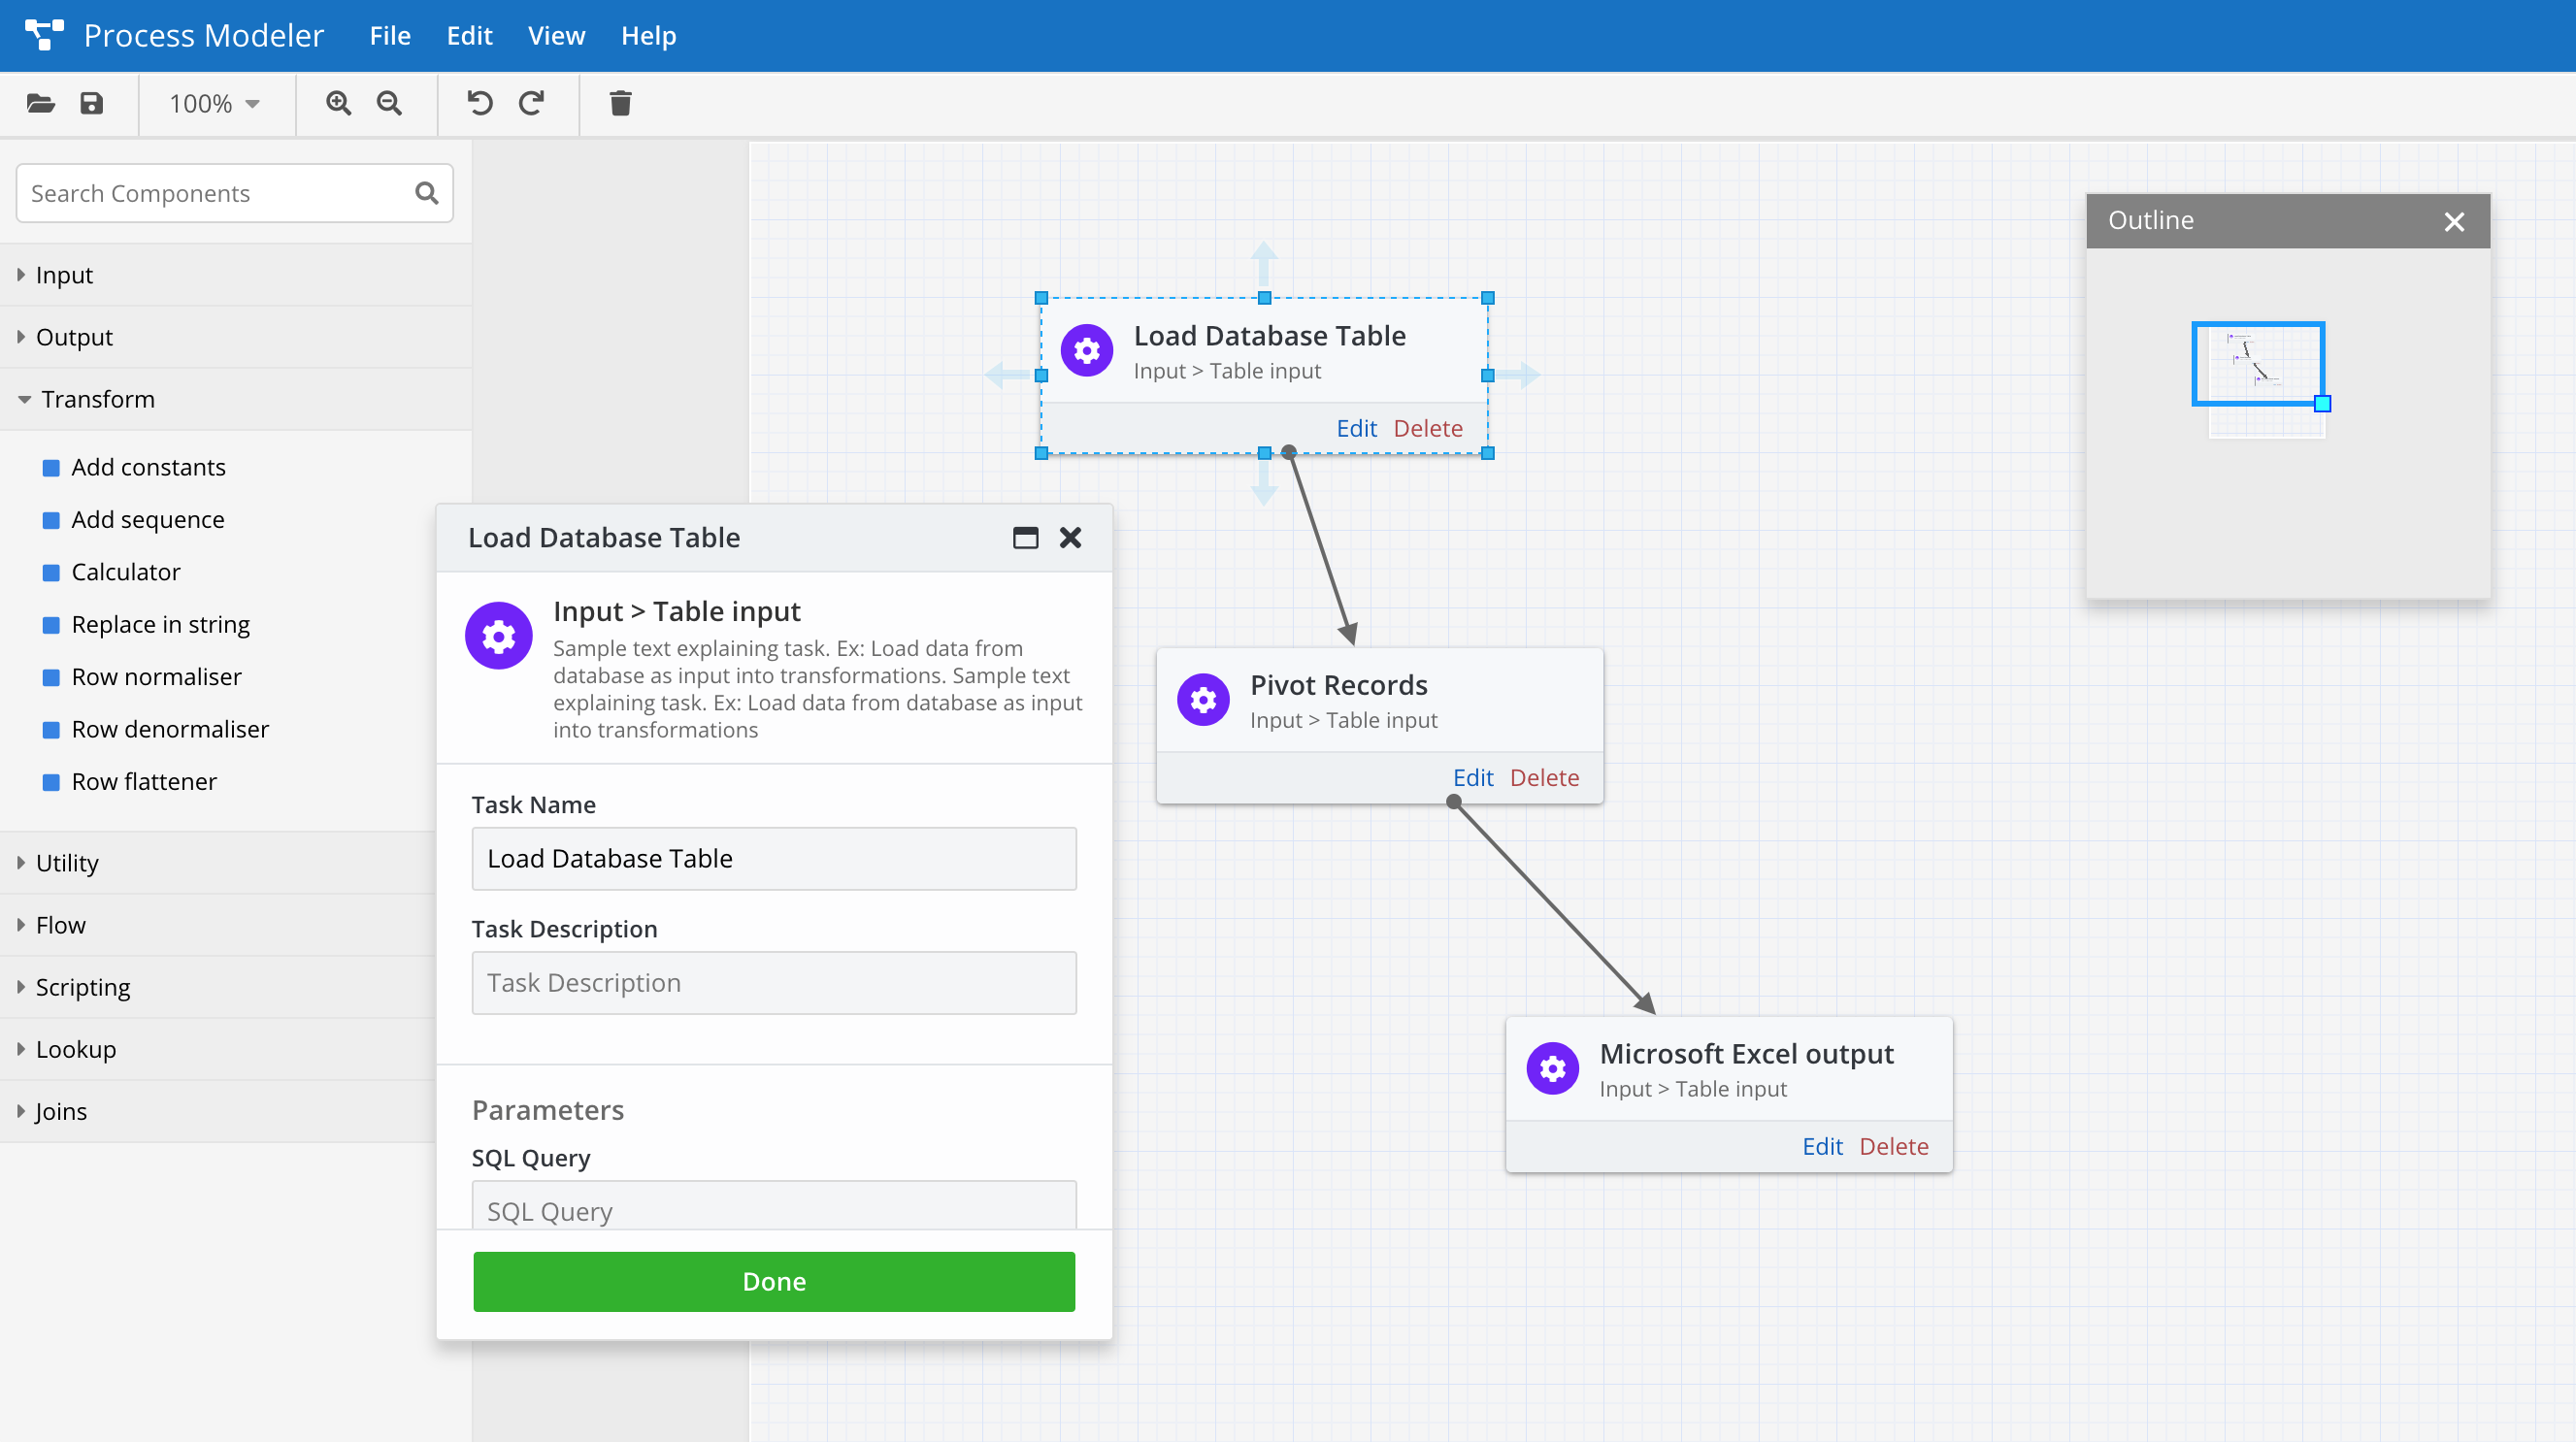 Process Modeler File Edit View Help
100%
Search Components
Input
Output
Transform
Add constants
Add sequence
Calculator
Replace in string
Row normaliser
Row denormaliser
Row flattener
Utility
Flow
Scripting
Lookup
Joins
Load Database Table
Input > Table input
Edit Delete
Outline
Load Database Table
Input > Table input
Sample text explaining task. Ex: Load data from
database as input into transformations. Sample text
explaining task. Ex: Load data from database as input
into transformations
Task Name
Load Database Table
Task Description
Task Description
Parameters
SQL Query
SQL Query
Done
Pivot Records
Input > Table input
Edit Delete
Microsoft Excel output
Input > Table input
Edit Delete